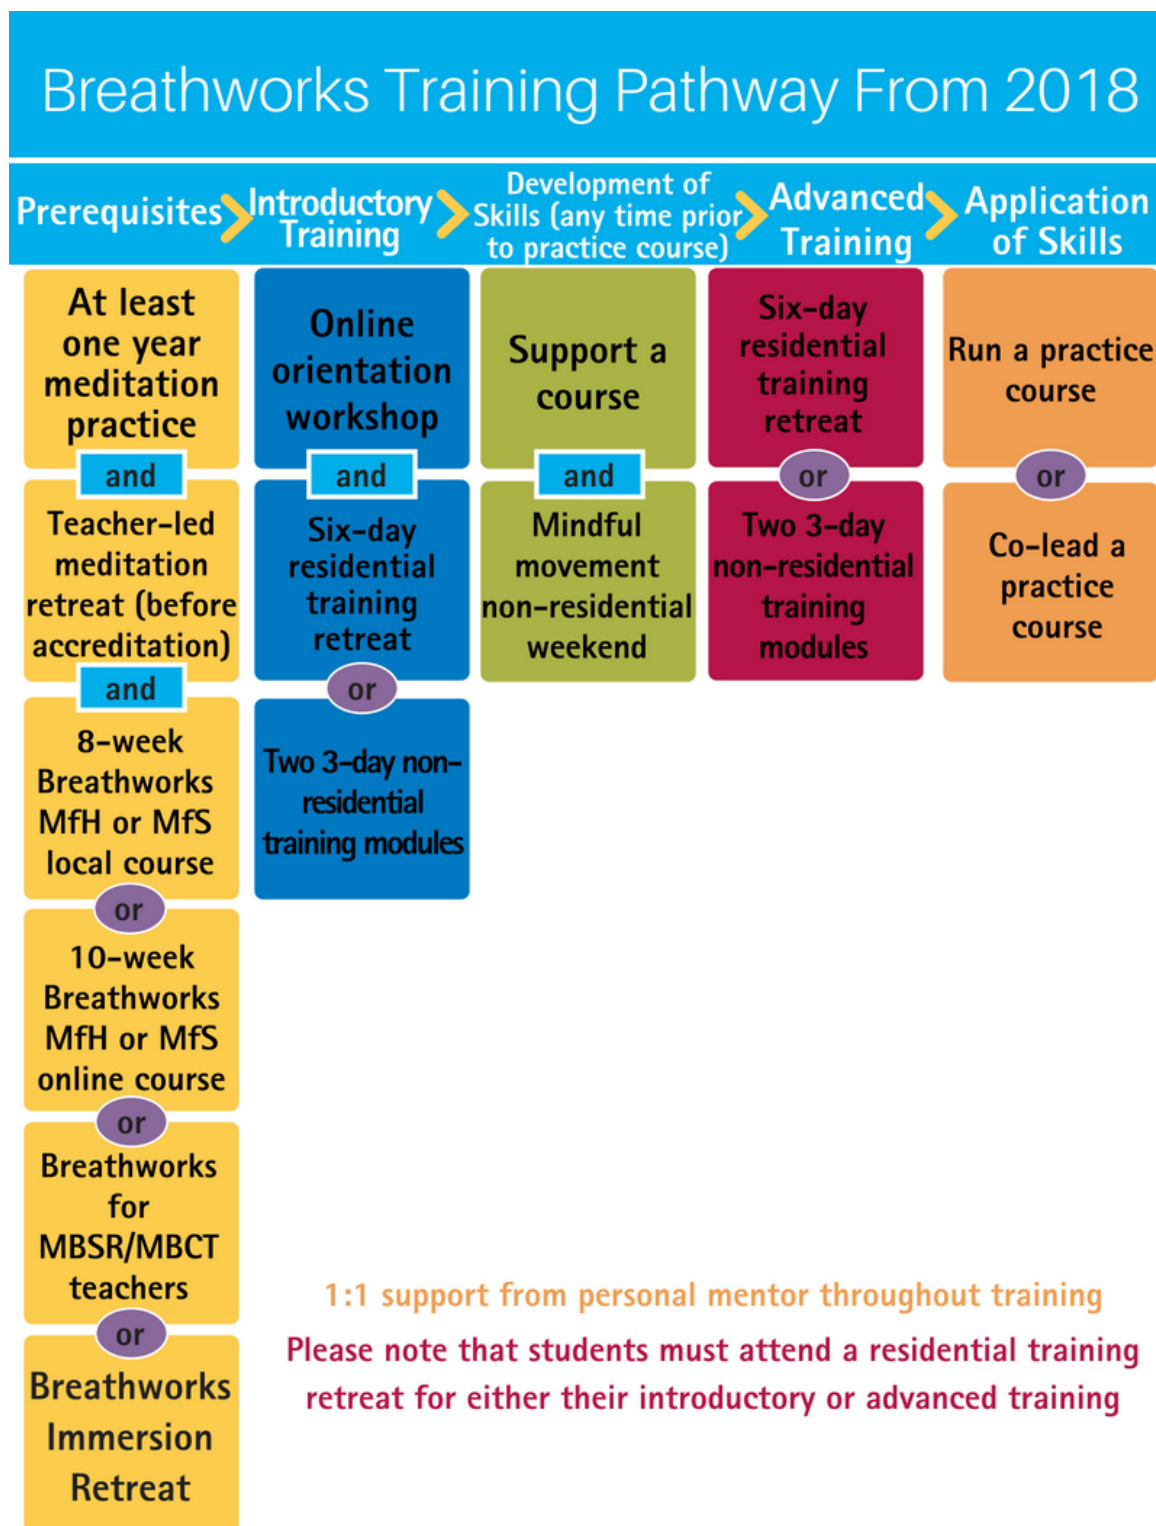 Breathworks Training Pathway From 2018
Prerequisites
Introductory
Training
Development of
Skills (any time prior
to practice course)
Advanced
Training
Application
of Skills
At least
one year
meditation
practice
and
Teacher-led
meditation
retreat (before
accreditation)
and
8-week
Breathworks
MfH or MfS
local course
or
10-week
Breathworks
MfH or MfS
online course
or
Breathworks
for
MBSR/MBCT
teachers
or
Breathworks
Immersion
Retreat
Online
orientation
workshop
and
Six-day
residential
training
retreat
or
Two 3-day non-
residential
training modules
Support a
course
and
Mindful
movement
non-residential
weekend
Six-day
residential
training
retreat
or
Two 3-day
non-residential
training
modules
Run a practice
course
or
Co-lead a
practice
course
1:1 support from personal mentor throughout training
Please note that students must attend a residential training
retreat for either their introductory or advanced training